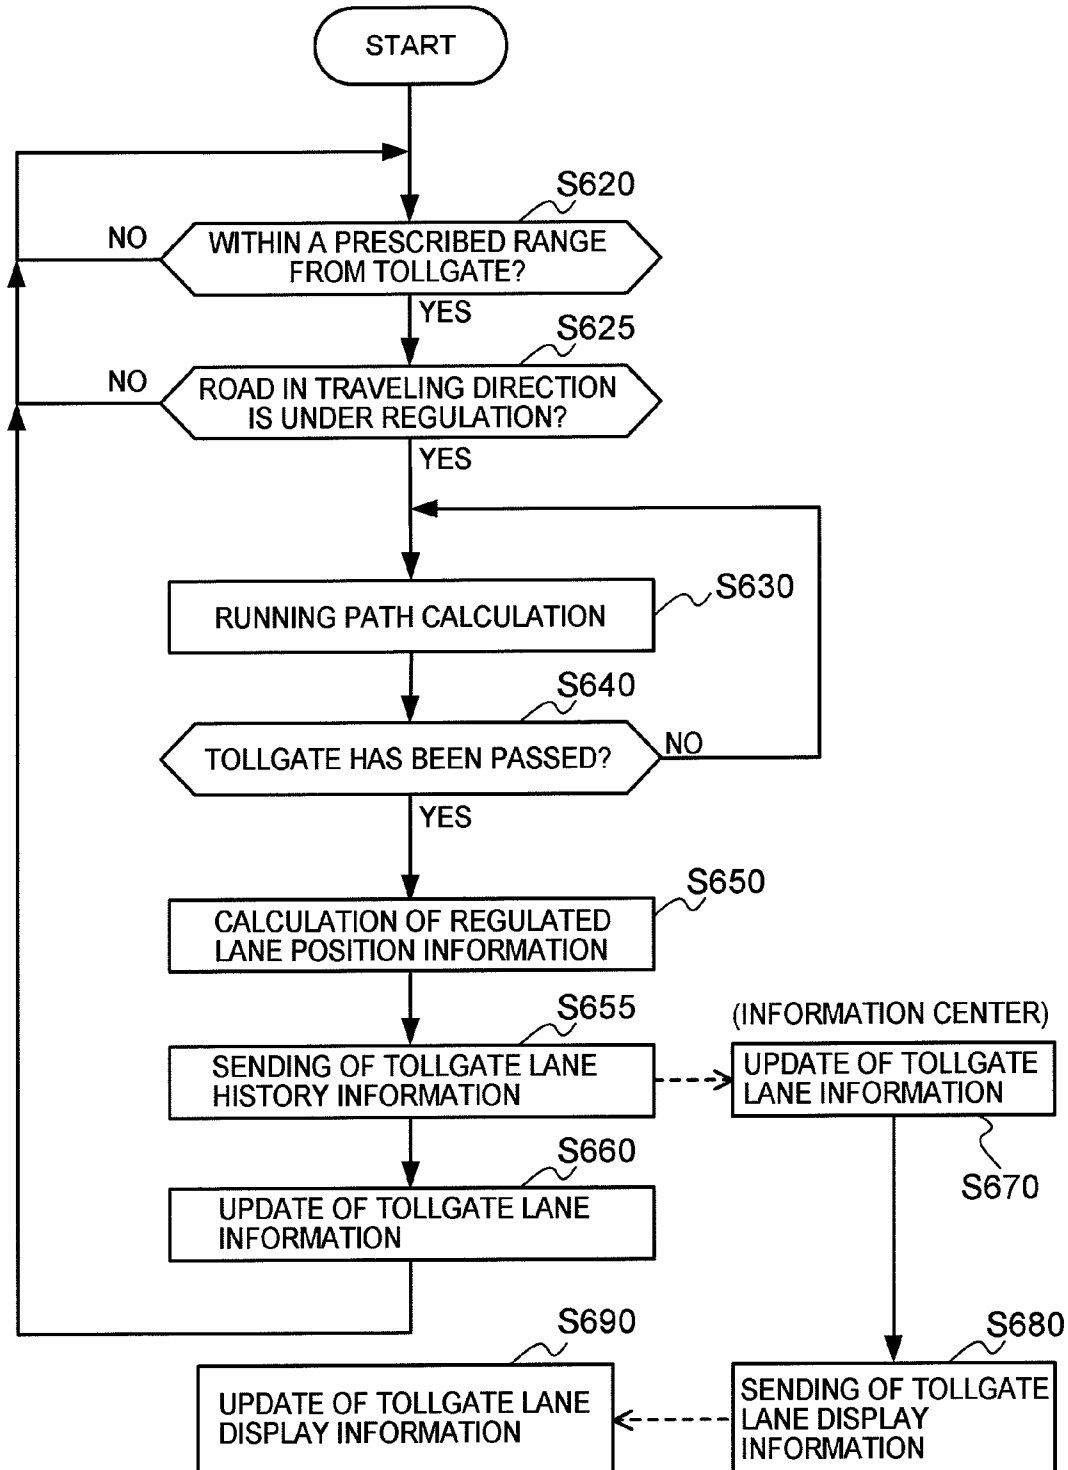 START
S620
NO
WITHIN A PRESCRIBED RANGE
FROM TOLLGATE?
YES
S625
NO
ROAD IN TRAVELING DIRECTION
IS UNDER REGULATION?
YES
S630
RUNNING PATH CALCULATION
S640
TOLLGATE HAS BEEN PASSED?
NO
YES
S650
CALCULATION OF REGULATED
LANE POSITION INFORMATION
S655
(INFORMATION CENTER)
SENDING OF TOLLGATE LANE
HISTORY INFORMATION
UPDATE OF TOLLGATE
LANE INFORMATION
S660
S670
UPDATE OF TOLLGATE LANE
INFORMATION
S690
S680
UPDATE OF TOLLGATE LANE
DISPLAY INFORMATION
SENDING OF TOLLGATE
LANE DISPLAY
INFORMATION